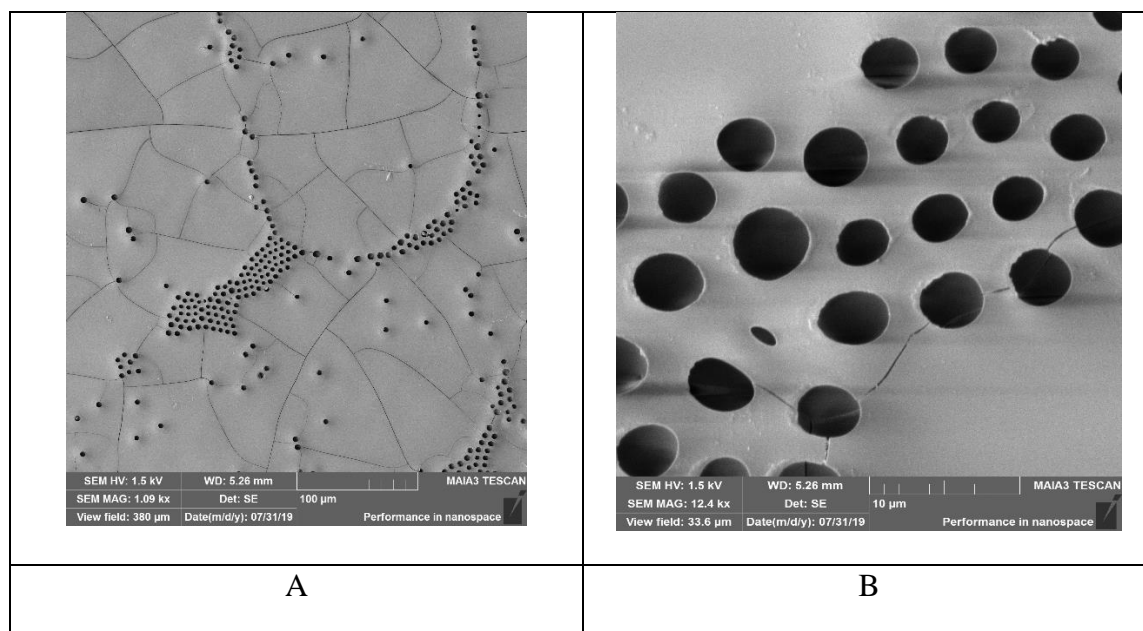 SEM HV: 1.5 kV WD: 5.26 mm MAIA3 TESCAN
SEM MAG: 1.09 kx Det: SE 100 µm
View field: 380 µm Date(m/d/y): 07/31/19 Performance in nanospace
SEM HV: 1.5 kV WD: 5.26 mm MAIA3 TESCAN
SEM MAG: 12.4 kx Det: SE 10 µm
View field: 33.6 µm Date(m/d/y): 07/31/19 Performance in nanospace
A B